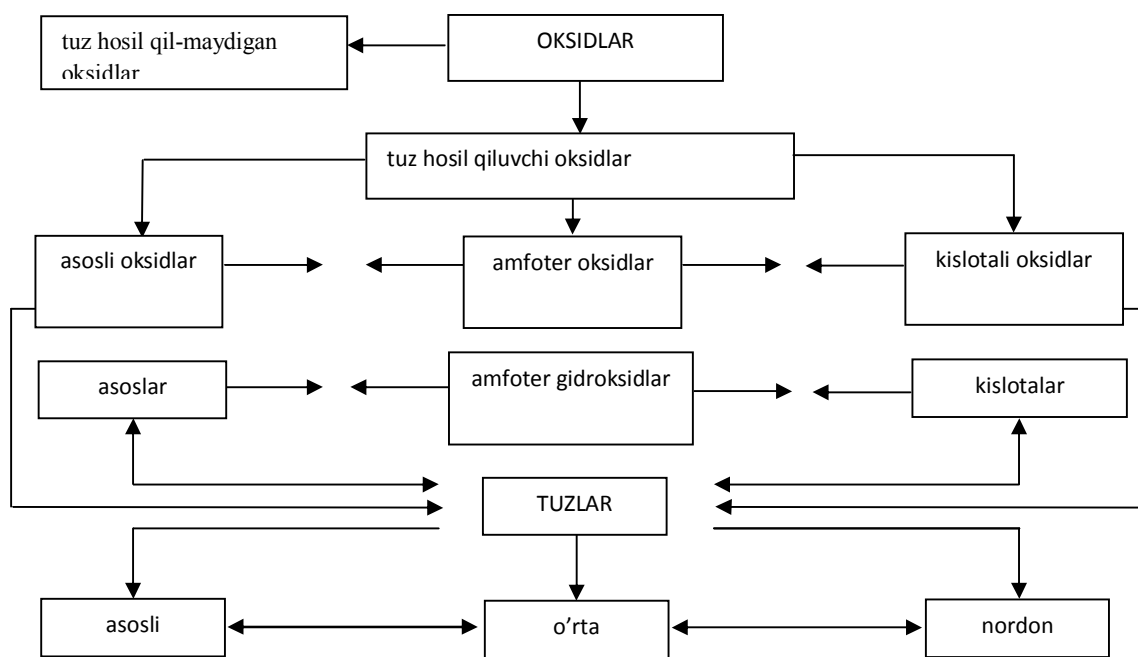 tuz hosil qil-maydigan
oksidlar
OKSIDLAR
tuz hosil qiluvchi oksidlar
asosli oksidlar
amfoter oksidlar
kislotali oksidlar
asoslar
amfoter gidroksidlar
kislotalar
TUZLAR
asosli
o’rta
nordon